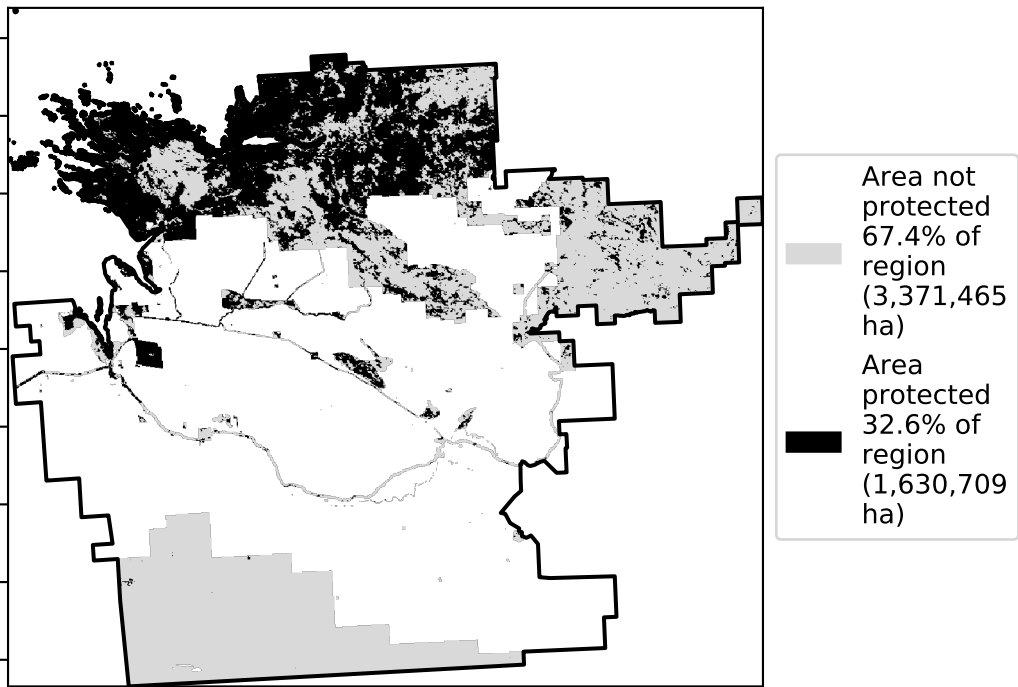 Area not
protected
67.4% of
region
(3,371,465
ha)
Area
protected
32.6% of
region
(1,630,709
ha)